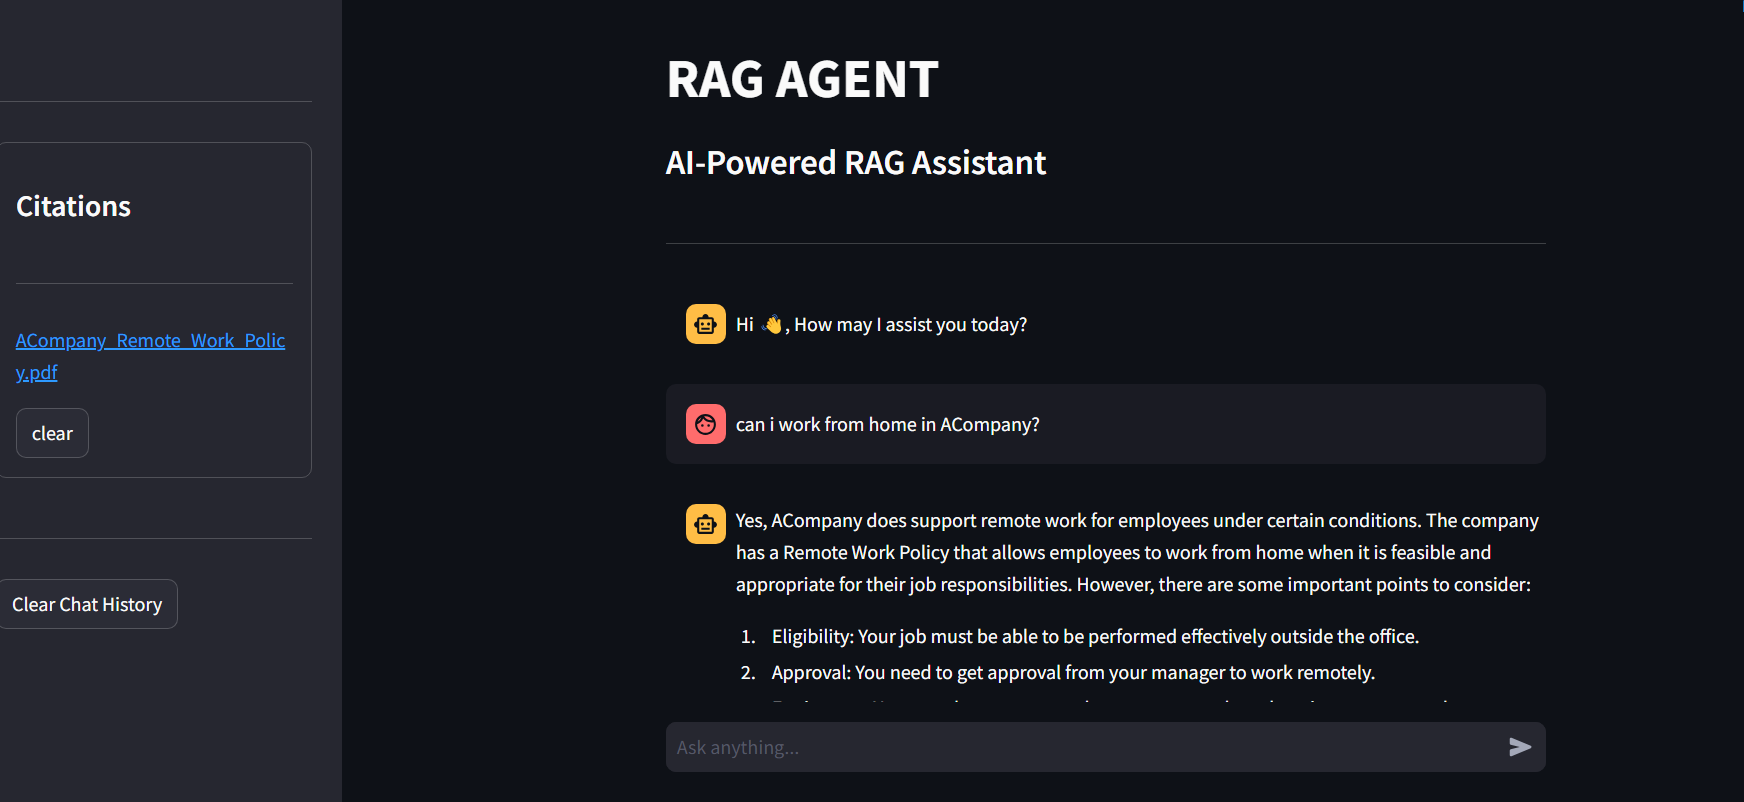 Citations
ACompany_Remote_Work_Polic
y.pdf
clear
Clear Chat History
RAG AGENT
AI-Powered RAG Assistant
Hi 👋, How may I assist you today?
can i work from home in ACompany?
Yes, ACompany does support remote work for employees under certain conditions. The company
has a Remote Work Policy that allows employees to work from home when it is feasible and
appropriate for their job responsibilities. However, there are some important points to consider:
1. Eligibility: Your job must be able to be performed effectively outside the office.
2. Approval: You need to get approval from your manager to work remotely.
Ask anything...